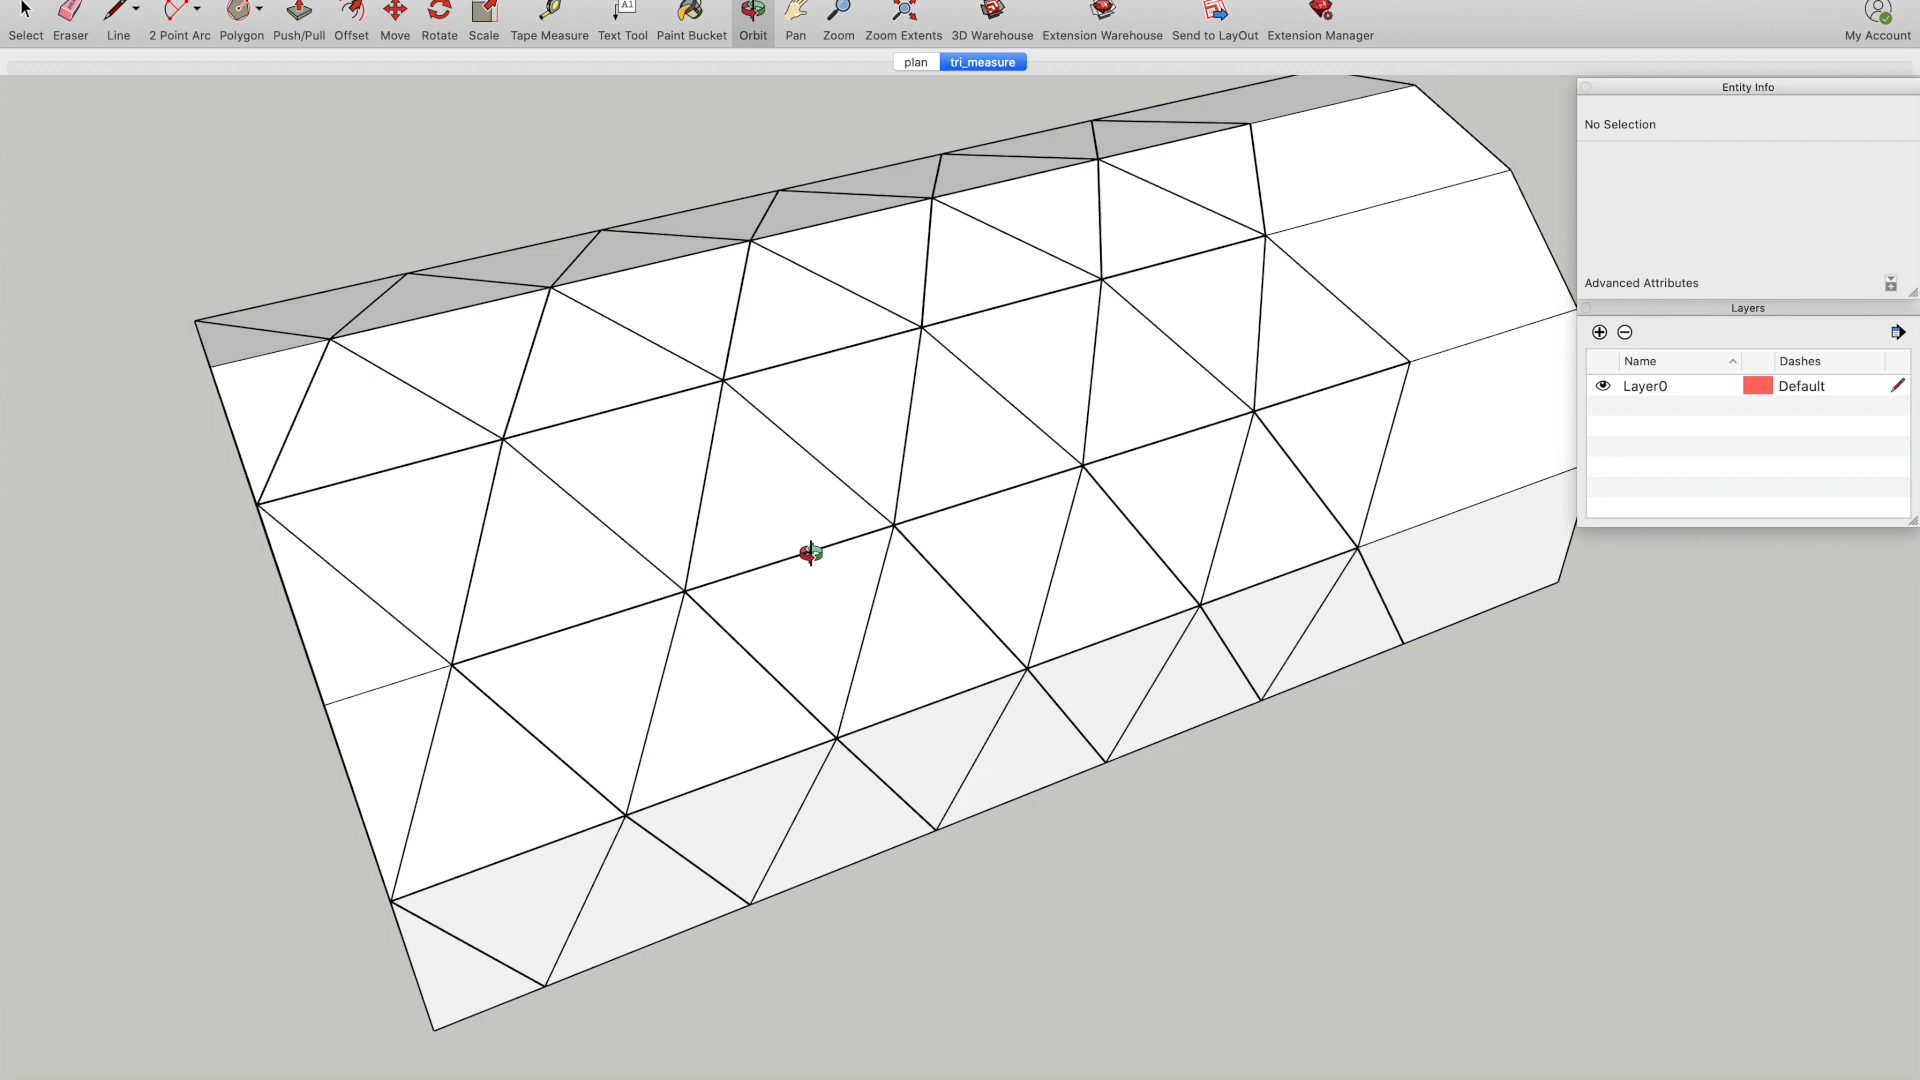 Select Eraser Line 2 Point Arc Polygon Push/Pull Offset Move Rotate Scale Tape Measure Text Tool Paint Bucket Orbit Pan Zoom Zoom Extents 3D Warehouse Extension Warehouse Send to LayOut Extension Manager My Account
A1
plan tri_measure
Entity Info
No Selection
Advanced Attributes
Layers
Name Dashes
Layer0 Default